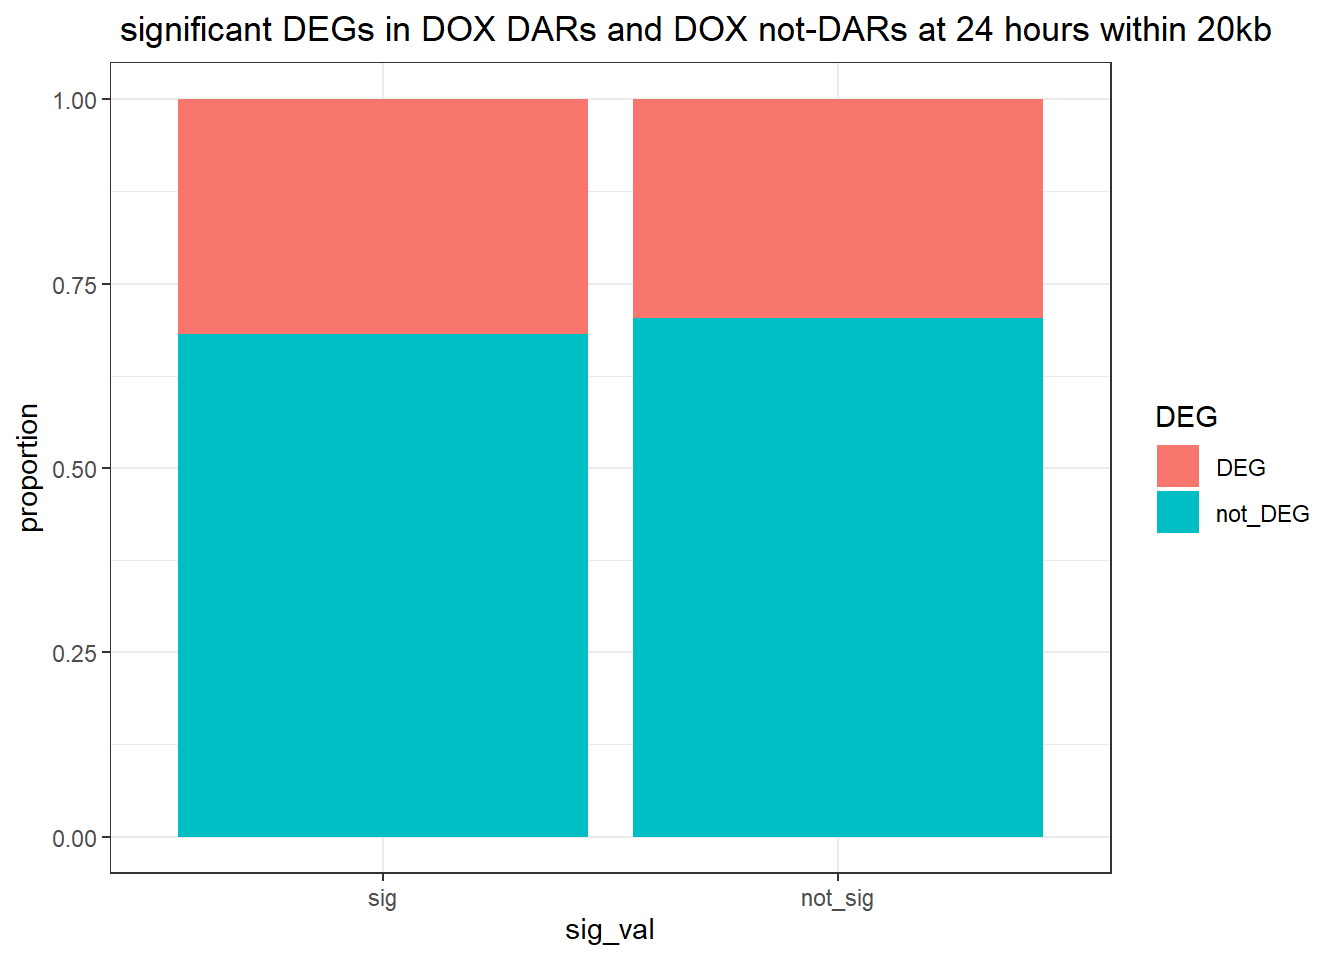 significant DEGs in DOX DARs and DOX not-DARs at 24 hours within 20kb
1.00
0.75
0.50
0.25
0.00
proportion
sig
not_sig
sig_val
DEG
DEG
not_DEG